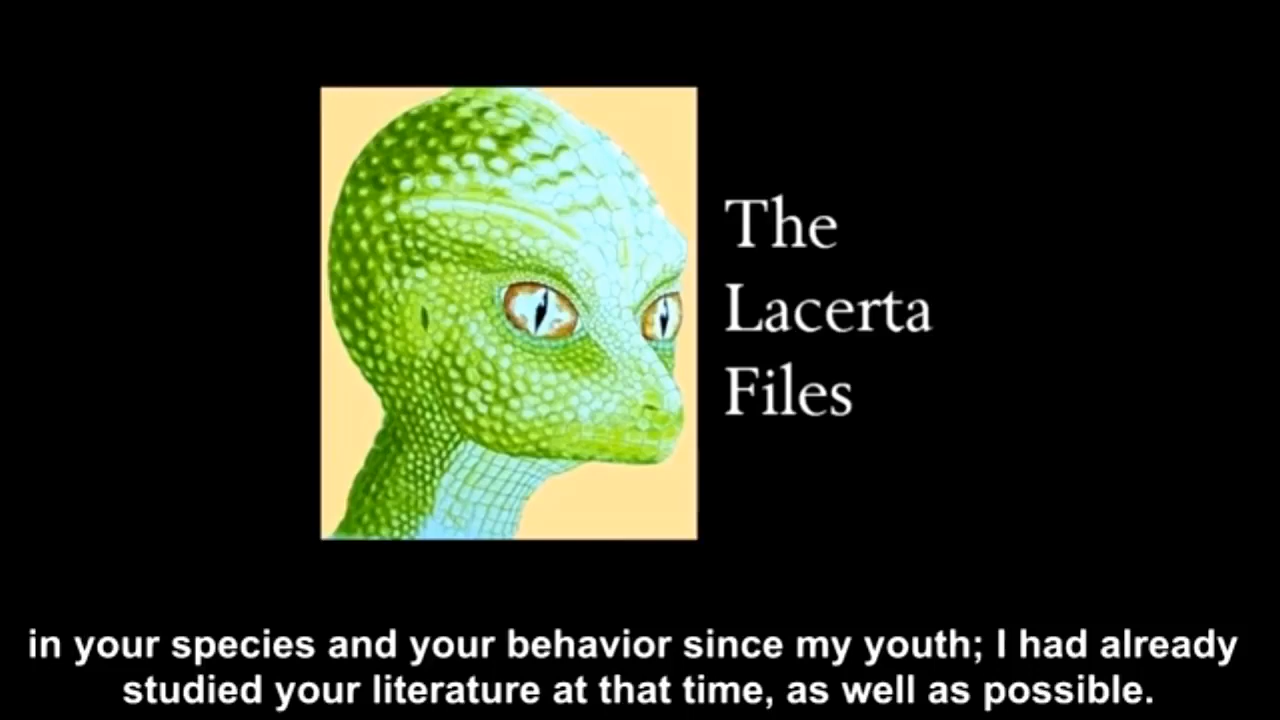 The
Lacerta
Files
in your species and your behavior since my youth; I had already
studied your literature at that time, as well as possible.